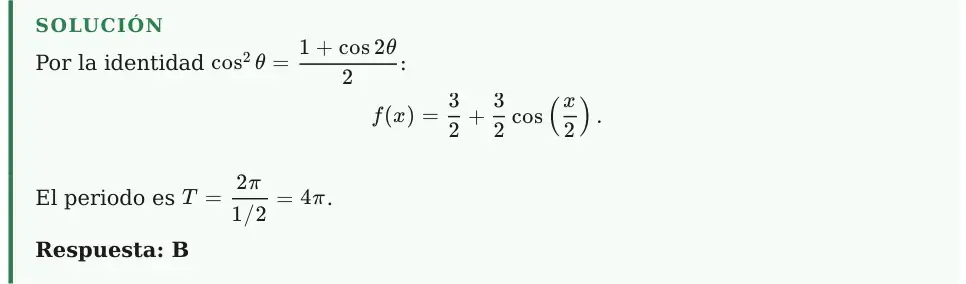 SOLUCIÓN
Por la identidad cos² θ = (1 + cos 2θ)/2:
f(x) = 3/2 + 3/2 cos (x/2).
El periodo es T = 2π/(1/2) = 4π.
Respuesta: B